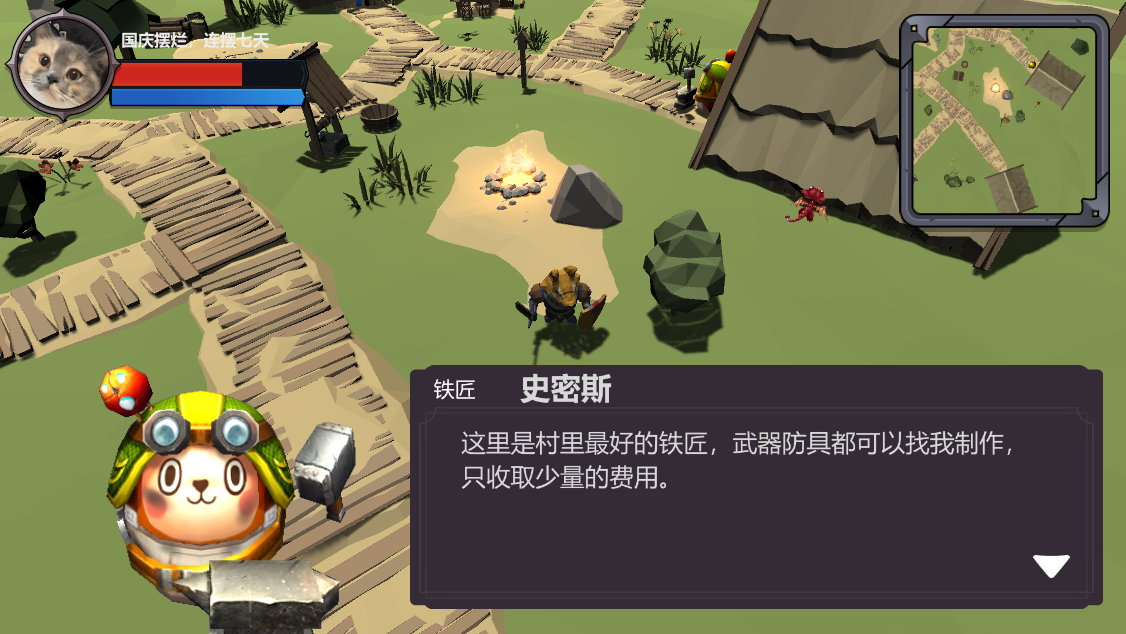 国庆摆烂，连摆七天
铁匠 史密斯
这里是村里最好的铁匠，武器防具都可以找我制作，
只收取少量的费用。